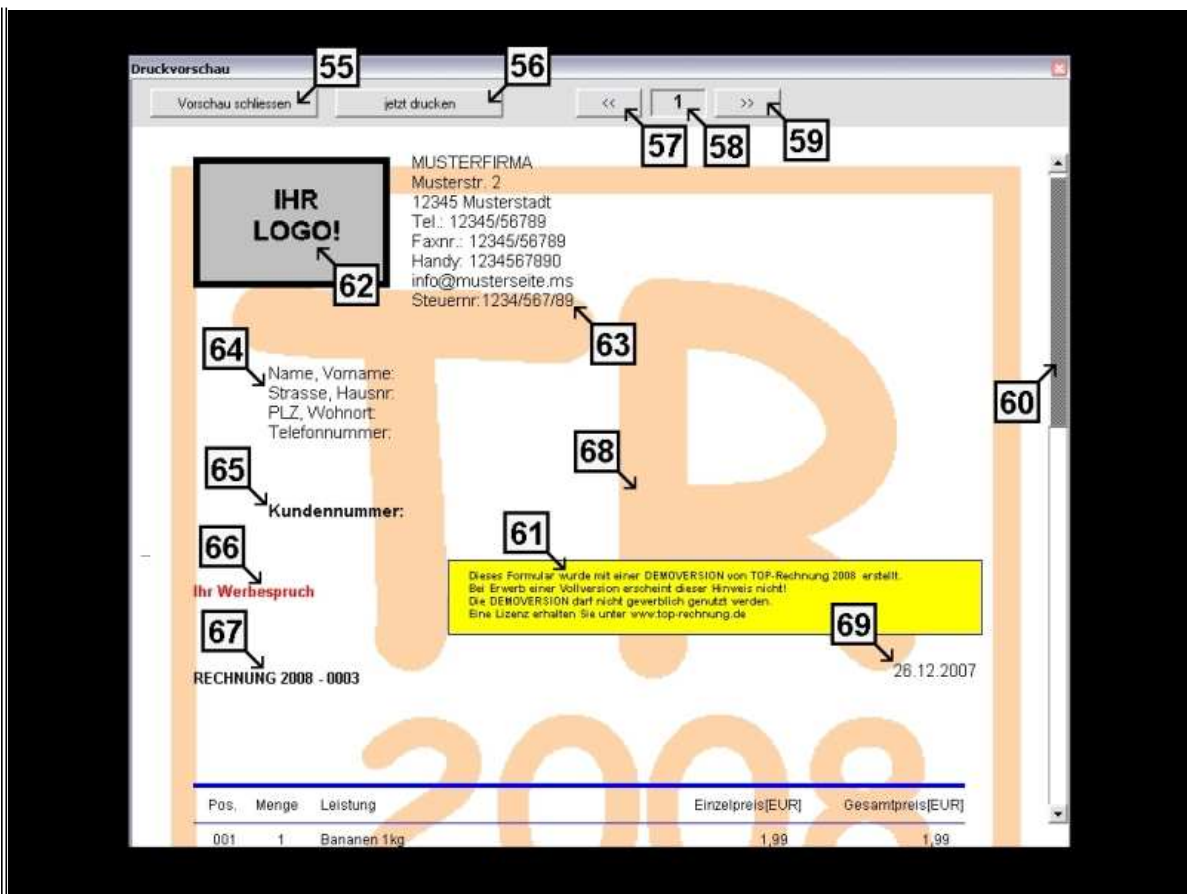 55
56
Druckvorschau
Vorschau schliessen
jetzt drucken
<<
1
>>
57
58
59
IHR
LOGO!
MUSTERFIRMA
Musterstr. 2
12345 Musterstadt
Tel.: 12345/56789
Faxnr.: 12345/56789
Handy: 1234567890
info@musterseite.ms
Steuernr:1234/567/89
62
63
64
Name, Vorname:
Strasse, Hausnr:
PLZ, Wohnort:
Telefonnummer:
60
68
65
Kundennummer:
61
66
Ihr Werbespruch
Dieses Formular wurde mit einer DEMOVERSION von TOP-Rechnung 2008 erstellt.
Bei Erwerb einer Vollversion erscheint dieser Hinweis nicht!
Die DEMOVERSION darf nicht gewerblich genutzt werden.
Eine Lizenz erhalten Sie unter www.top-rechnung.de
67
69
RECHNUNG 2008 - 0003
26.12.2007
TR
2008
Pos. Menge Leistung Einzelpreis[EUR] Gesamtpreis[EUR]
001 1 Bananen 1kg 1,99 1,99